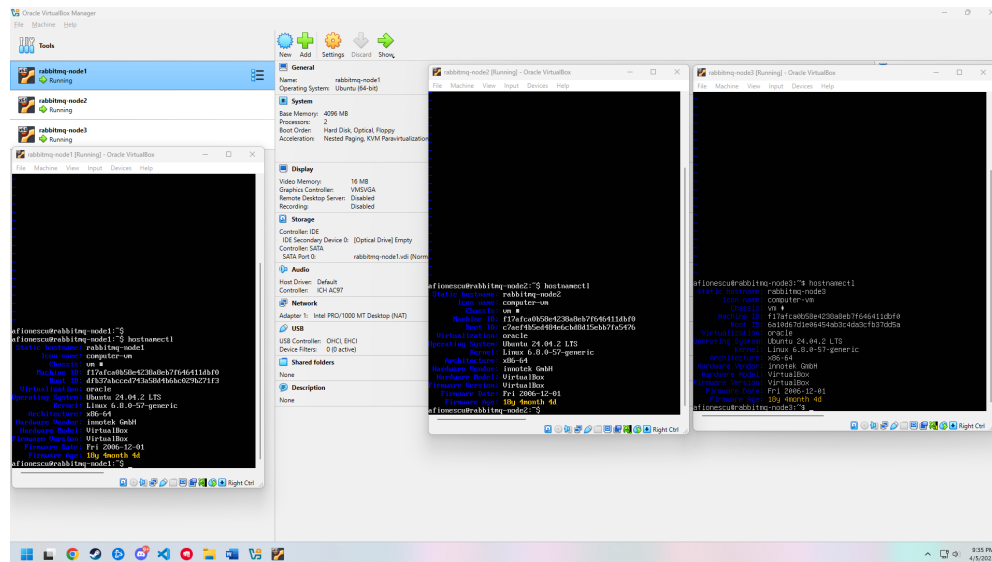 Oracle VirtualBox Manager
File Machine Help
Tools
New Add Settings Discard Show
rabbitmq-node1
Running
rabbitmq-node2
Running
rabbitmq-node3
Running
General
Name: rabbitmq-node1
Operating System: Ubuntu (64-bit)
System
Base Memory: 4096 MB
Processors: 2
Boot Order: Hard Disk, Optical, Floppy
Acceleration: Nested Paging, KVM Paravirtualization
Display
Video Memory: 16 MB
Graphics Controller: VMSVGA
Remote Desktop Server: Disabled
Recording: Disabled
Storage
Controller: IDE
IDE Secondary Device 0: [Optical Drive] Empty
Controller: SATA
SATA Port 0: rabbitmq-node1.vdi (Norm
Audio
Host Driver: Default
Controller: ICH AC97
Network
Adapter 1: Intel PRO/1000 MT Desktop (NAT)
USB
USB Controller: OHCI, EHCI
Device Filters: 0 (0 active)
Shared folders
None
Description
None
rabbitmq-node1 [Running] - Oracle VirtualBox
File Machine View Input Devices Help
afionescu@rabbitmq-node1:~$
afionescu@rabbitmq-node1:~$ hostnamectl
Static hostname: rabbitmq-node1
Icon name: computer-vm
Chassis: vm
Machine ID: f17afca0b58e4238a8eb7f646411dbf0
Boot ID: dfb37abcced743a58d4b6bc029b271f3
Virtualization: oracle
Operating System: Ubuntu 24.04.2 LTS
Kernel: Linux 6.8.0-57-generic
Architecture: x86-64
Hardware Vendor: innotek GmbH
Hardware Model: VirtualBox
Firmware Version: VirtualBox
Firmware Date: Fri 2006-12-01
Firmware Age: 18y 4month 4d
afionescu@rabbitmq-node1:~$
Right Ctrl
rabbitmq-node2 [Running] - Oracle VirtualBox
File Machine View Input Devices Help
afionescu@rabbitmq-node2:~$ hostnamectl
Static hostname: rabbitmq-node2
Icon name: computer-vm
Chassis: vm
Machine ID: f17afca0b58e4238a8eb7f646411dbf0
Boot ID: c7aef4b5ed484e6cbd8d15ebb7fa5476
Virtualization: oracle
Operating System: Ubuntu 24.04.2 LTS
Kernel: Linux 6.8.0-57-generic
Architecture: x86-64
Hardware Vendor: innotek GmbH
Hardware Model: VirtualBox
Firmware Version: VirtualBox
Firmware Date: Fri 2006-12-01
Firmware Age: 18y 4month 4d
afionescu@rabbitmq-node2:~$
Right Ctrl
rabbitmq-node3 [Running] - Oracle VirtualBox
File Machine View Input Devices Help
afionescu@rabbitmq-node3:~$ hostnamectl
Static hostname: rabbitmq-node3
Icon name: computer-vm
Chassis: vm
Machine ID: f17afca0b58e4238a8eb7f646411dbf0
Boot ID: 6a10d67d1e06454ab3c4da3cfb37dd5a
Virtualization: oracle
Operating System: Ubuntu 24.04.2 LTS
Kernel: Linux 6.8.0-57-generic
Architecture: x86-64
Hardware Vendor: innotek GmbH
Hardware Model: VirtualBox
Firmware Version: VirtualBox
Firmware Date: Fri 2006-12-01
Firmware Age: 18y 4month 4d
afionescu@rabbitmq-node3:~$ _
Right Ctrl
9:35 PM
4/5/202